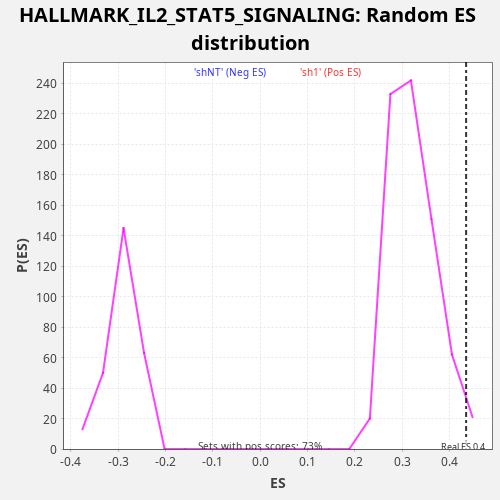 HALLMARK_IL2_STAT5_SIGNALING: Random ES
distribution
'shNT' (Neg ES) 'sh1' (Pos ES)
240
220
200
180
160
140
120
100
80
60
40
20
0
P(ES)
Sets with pos scores: 73%
Real ES 0.4
-0.4 -0.3 -0.2 -0.1 0.0 0.1 0.2 0.3 0.4
ES